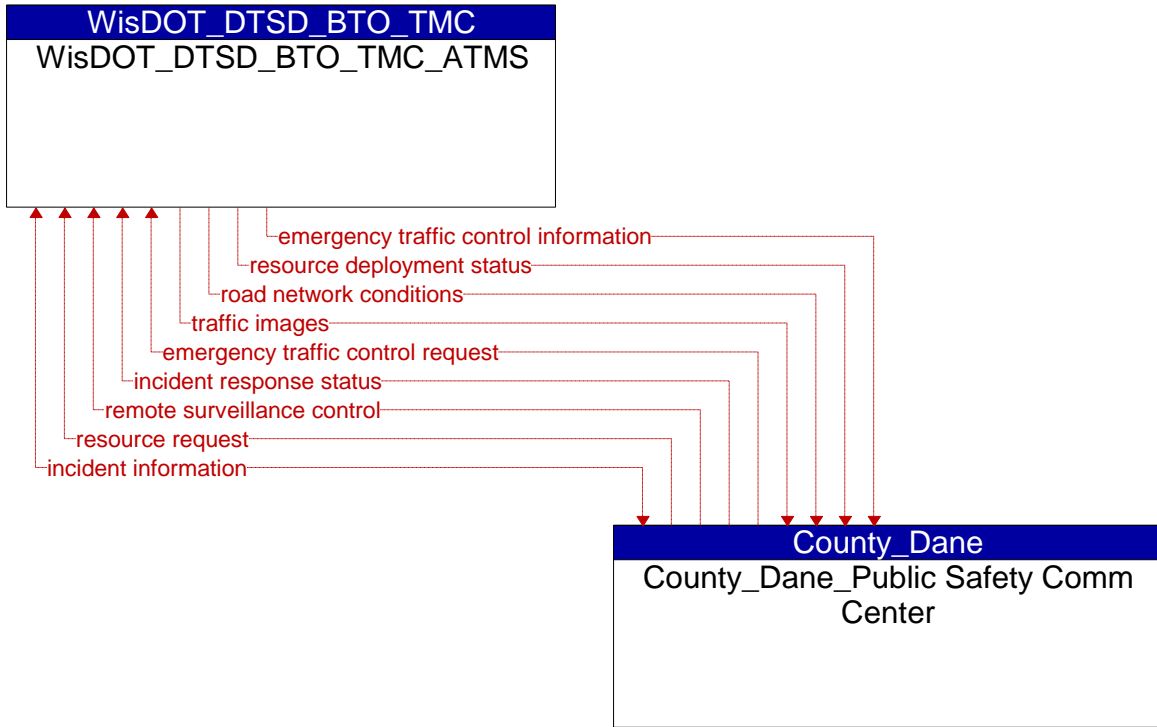 WisDOT_DTSD_BTO_TMC
WisDOT_DTSD_BTO_TMC_ATMS
emergency traffic control information
resource deployment status
road network conditions
traffic images
emergency traffic control request
incident response status
remote surveillance control
resource request
incident information
County_Dane
County_Dane_Public Safety Comm
Center